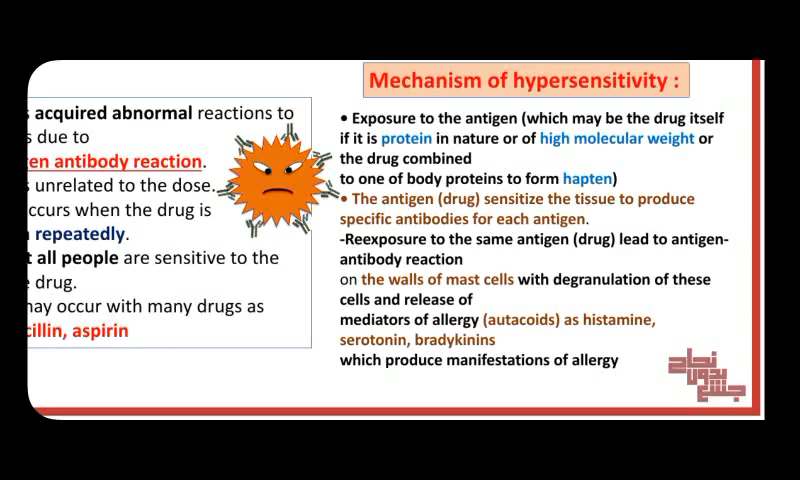 s acquired abnormal reactions to
s due to
en antibody reaction.
s unrelated to the dose.
ccurs when the drug is
repeatedly.
t all people are sensitive to the
drug.
may occur with many drugs as
cillin, aspirin
Mechanism of hypersensitivity :
• Exposure to the antigen (which may be the drug itself
if it is protein in nature or of high molecular weight or
the drug combined
to one of body proteins to form hapten)
• The antigen (drug) sensitize the tissue to produce
specific antibodies for each antigen.
-Reexposure to the same antigen (drug) lead to antigen-
antibody reaction
on the walls of mast cells with degranulation of these
cells and release of
mediators of allergy (autacoids) as histamine,
serotonin, bradykinins
which produce manifestations of allergy
نجاح
بدون